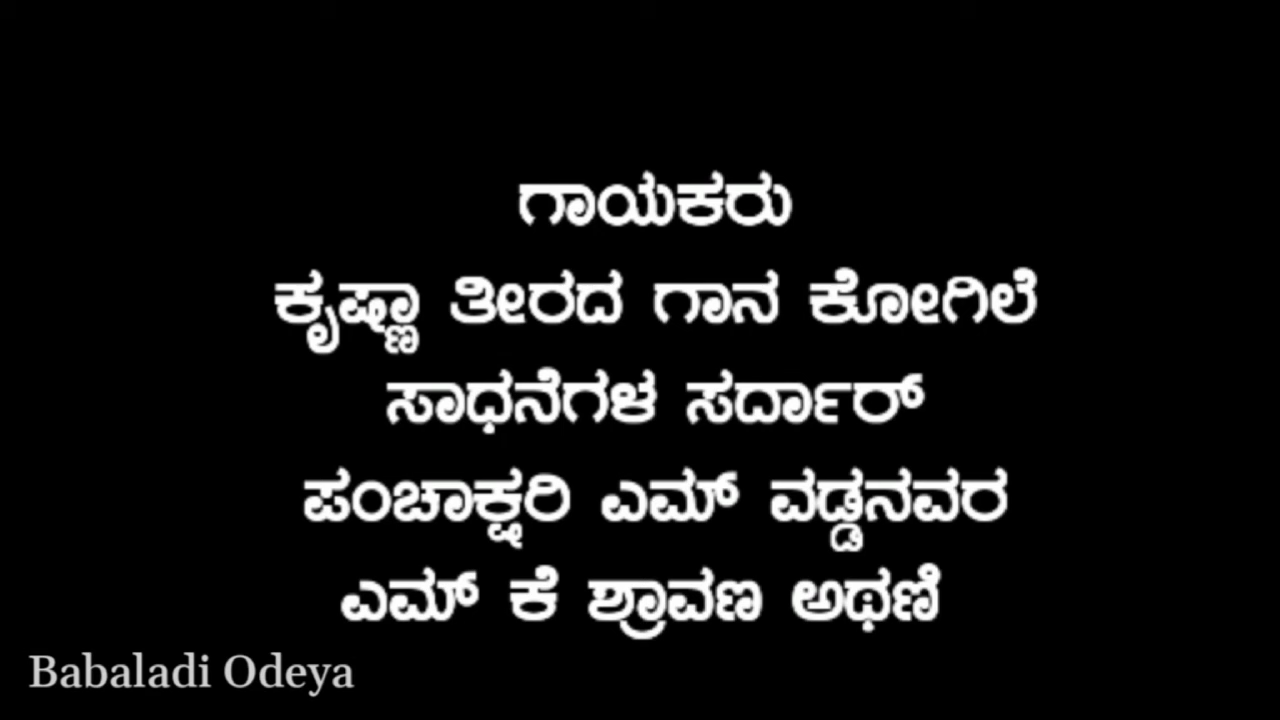 ಗಾಯಕರು
ಕೃಷ್ಣಾ ತೀರದ ಗಾನ ಕೋಗಿಲೆ
ಸಾಧನೆಗಳ ಸರ್ದಾರ್
ಪಂಚಾಕ್ಷರಿ ಎಮ್ ವಡ್ಡನವರ
ಎಮ್ ಕೆ ಶ್ರಾವಣ ಅಥಣಿ
Babaladi Odeya